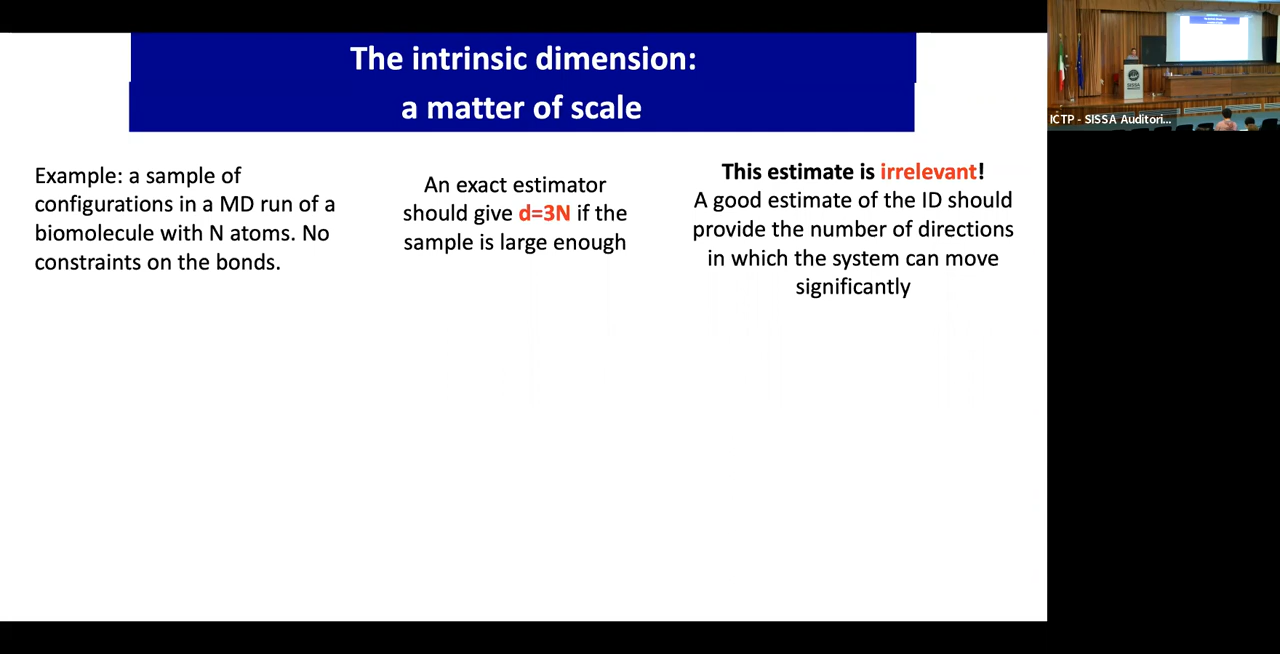 The intrinsic dimension:
a matter of scale
Example: a sample of
configurations in a MD run of a
biomolecule with N atoms. No
constraints on the bonds.
An exact estimator
should give d=3N if the
sample is large enough
This estimate is irrelevant!
A good estimate of the ID should
provide the number of directions
in which the system can move
significantly
SISSA
ICTP - SISSA Auditori...